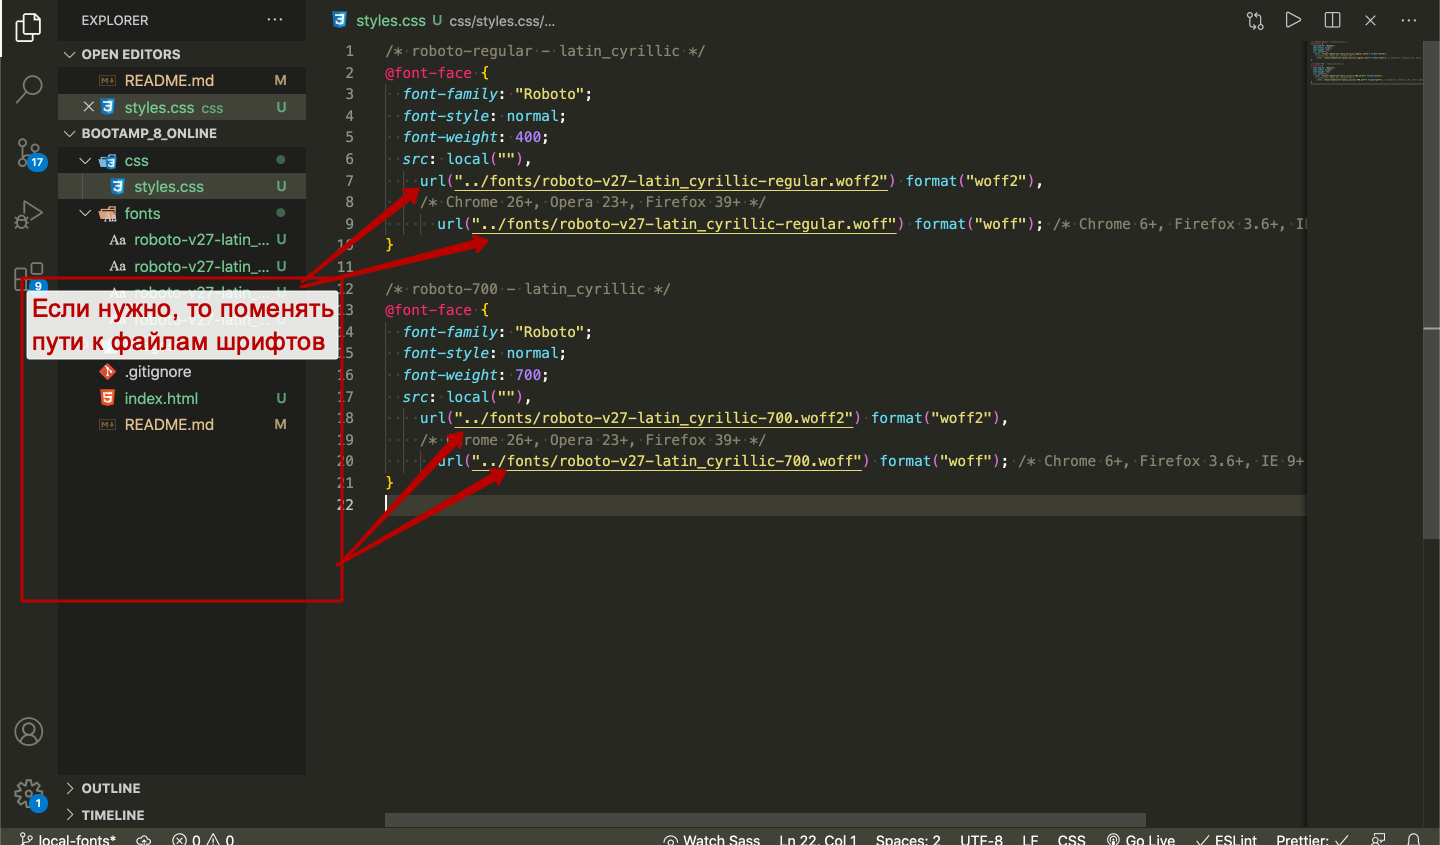 EXPLORER
OPEN EDITORS
README.md M
styles.css css U
BOOTAMP_8_ONLINE
css
styles.css U
fonts
Aa roboto-v27-latin_... U
Aa roboto-v27-latin_... U
Aa roboto-v27-latin_... U
Если нужно, то поменять
пути к файлам шрифтов
.gitignore
index.html U
README.md M
OUTLINE
TIMELINE
17
9
1
styles.css U css/styles.css/...
1 /* roboto-regular - latin_cyrillic */
2 @font-face {
3 font-family: "Roboto";
4 font-style: normal;
5 font-weight: 400;
6 src: local(""),
7 url("../fonts/roboto-v27-latin_cyrillic-regular.woff2") format("woff2"),
8 /* Chrome 26+, Opera 23+, Firefox 39+ */
9 url("../fonts/roboto-v27-latin_cyrillic-regular.woff") format("woff"); /* Chrome 6+, Firefox 3.6+, IE
10 }
11
12 /* roboto-700 - latin_cyrillic */
13 @font-face {
14 font-family: "Roboto";
15 font-style: normal;
16 font-weight: 700;
17 src: local(""),
18 url("../fonts/roboto-v27-latin_cyrillic-700.woff2") format("woff2"),
19 /* Chrome 26+, Opera 23+, Firefox 39+ */
20 url("../fonts/roboto-v27-latin_cyrillic-700.woff") format("woff"); /* Chrome 6+, Firefox 3.6+, IE 9+
21 }
22
local-fonts* 0 0 Watch Sass Ln 22, Col 1 Spaces: 2 UTF-8 LF CSS Go Live ESLint Prettier: